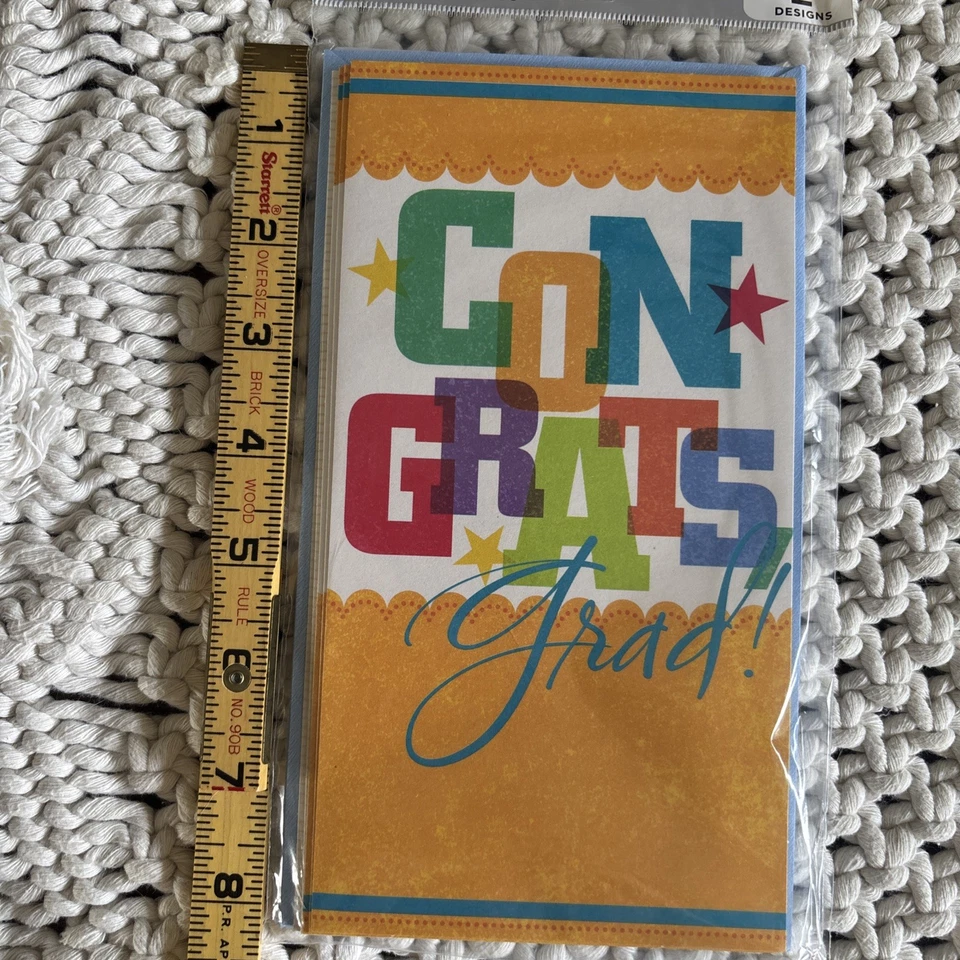 DESIGNS
CON
GRATS
grad!
1
Starrett®
2
OVERSIZE
3
BRICK
4
WOOD
5
RULE
6
NO. 90B
7
8